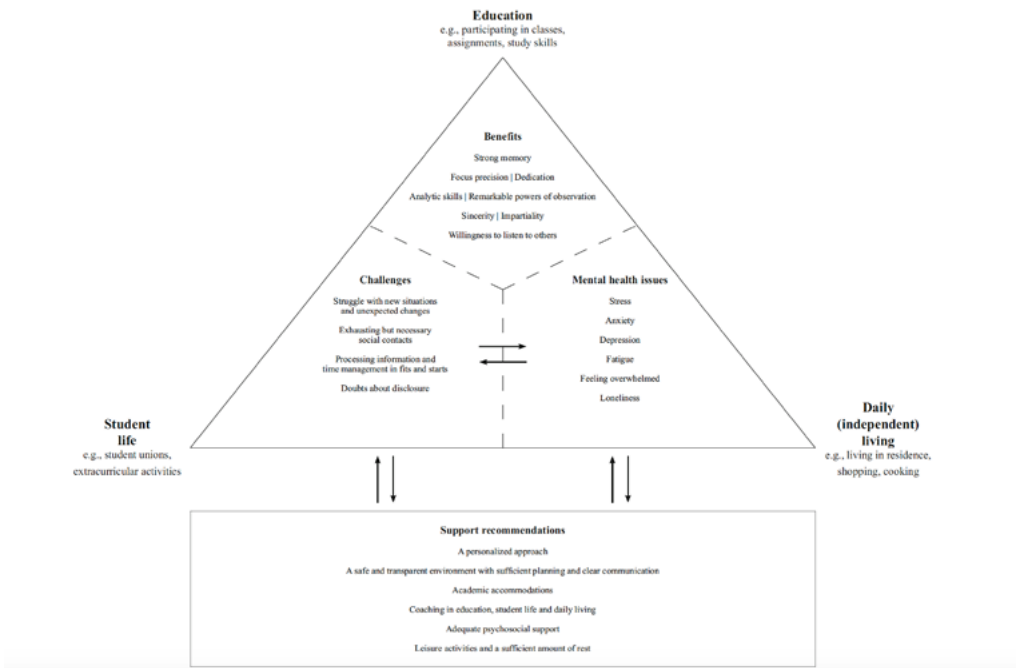 Education
e.g., participating in classes,
assignments, study skills
Benefits
Strong memory
Focus precision | Dedication
Analytic skills | Remarkable powers of observation
Sincerity | Impartiality
Willingness to listen to others
Challenges
Struggle with new situations
and unexpected changes
Exhausting but necessary
social contacts
Processing information and
time management in fits and starts
Doubts about disclosure
Mental health issues
Stress
Anxiety
Depression
Fatigue
Feeling overwhelmed
Loneliness
Student
life
e.g., student unions,
extracurricular activities
Daily
(independent)
living
e.g., living in residence,
shopping, cooking
Support recommendations
A personalized approach
A safe and transparent environment with sufficient planning and clear communication
Academic accommodations
Coaching in education, student life and daily living
Adequate psychosocial support
Leisure activities and a sufficient amount of rest